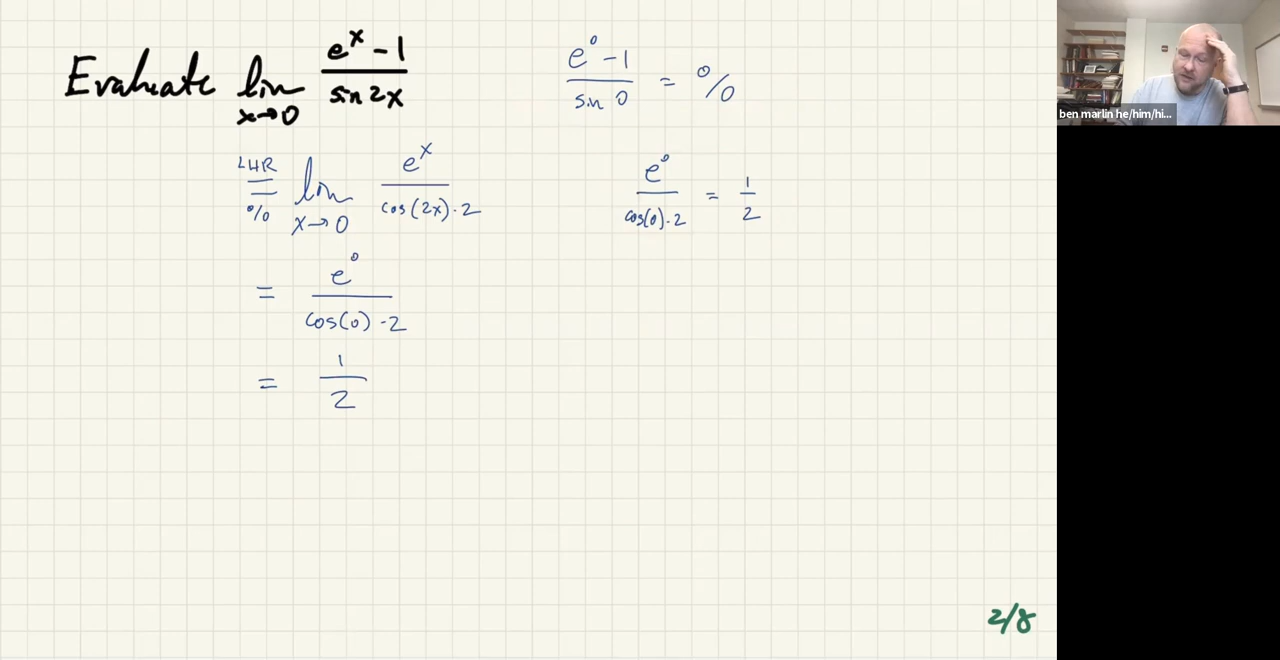 Evaluate lim x→0 (e^x - 1)/(sin 2x)
(e^0 - 1)/(sin 0) = 0/0
LHR = 0/0 lim x→0 (e^x)/(cos(2x)·2)
(e^0)/(cos(0)·2) = 1/2
= (e^0)/(cos(0)·2)
= 1/2
2/8
ben marlin he/him/hi...